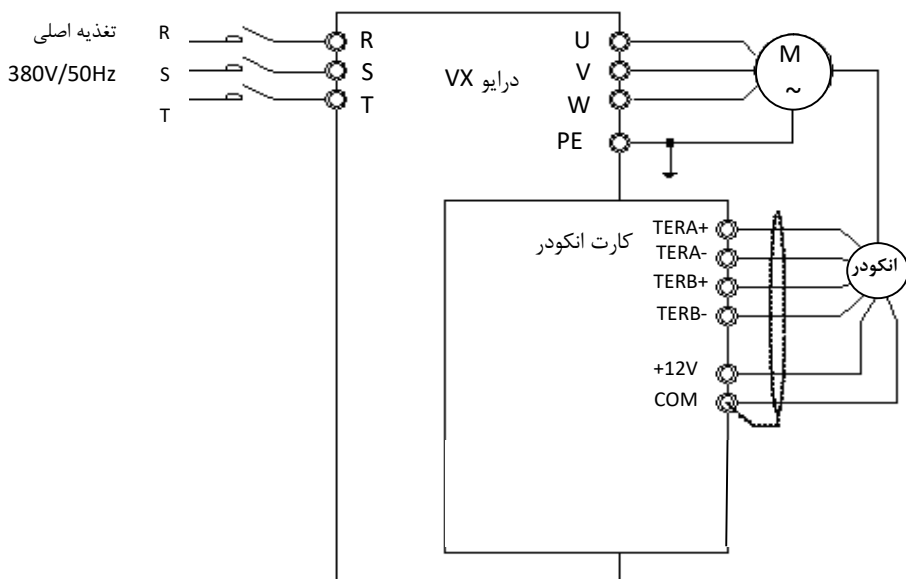 تغذیه اصلی
380V/50Hz
R
S
T
R
S
T
درایو VX
U
V
W
PE
M
~
کارت انکودر
TERA+
TERA-
TERB+
TERB-
+12V
COM
انکودر